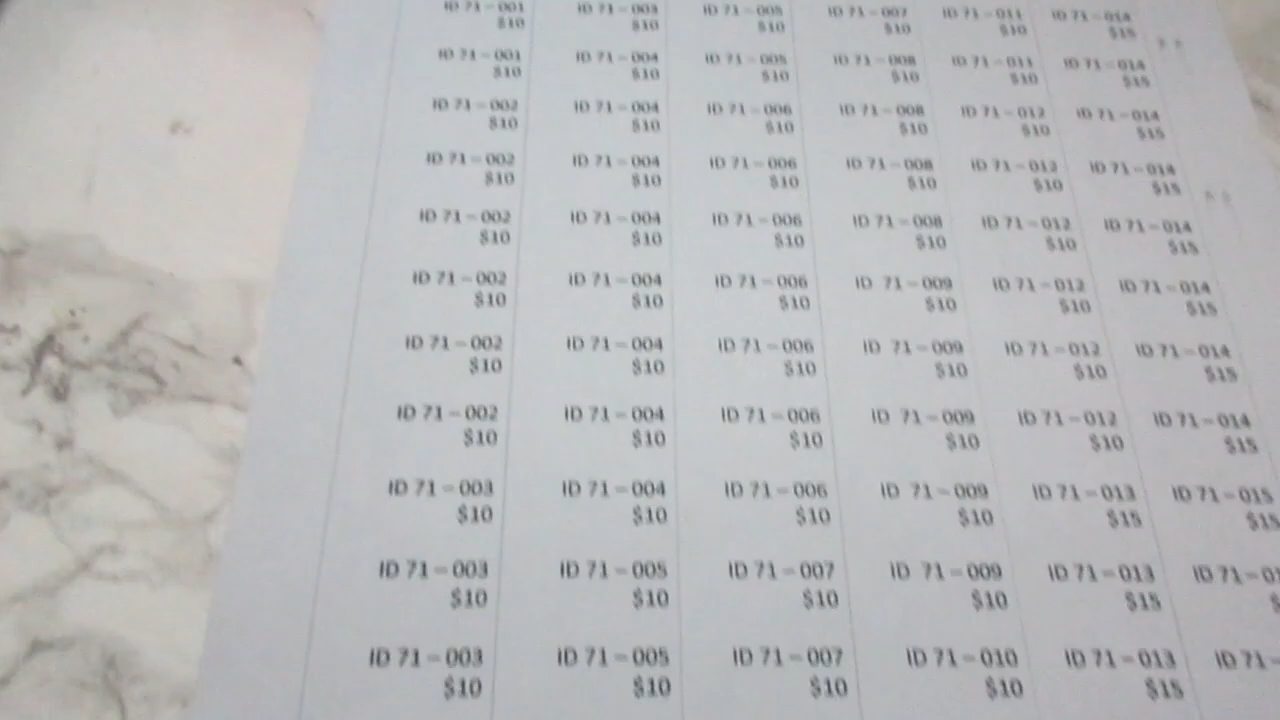 ID 71-001 ID 71-003 ID 71-005 ID 71-007 ID 71-011 ID 71-014
$10 $10 $10 $10 $10 $15
ID 71-001 ID 71-004 ID 71-005 ID 71-008 ID 71-011 ID 71-014
$10 $10 $10 $10 $10 $15
ID 71-002 ID 71-004 ID 71-006 ID 71-008 ID 71-012 ID 71-014
$10 $10 $10 $10 $10 $15
ID 71-002 ID 71-004 ID 71-006 ID 71-008 ID 71-012 ID 71-014
$10 $10 $10 $10 $10 $15
ID 71-002 ID 71-004 ID 71-006 ID 71-008 ID 71-012 ID 71-014
$10 $10 $10 $10 $10 $15
ID 71-002 ID 71-004 ID 71-006 ID 71-009 ID 71-012 ID 71-014
$10 $10 $10 $10 $10 $15
ID 71-002 ID 71-004 ID 71-006 ID 71-009 ID 71-012 ID 71-014
$10 $10 $10 $10 $10 $15
ID 71-002 ID 71-004 ID 71-006 ID 71-009 ID 71-012 ID 71-014
$10 $10 $10 $10 $10 $15
ID 71-003 ID 71-004 ID 71-006 ID 71-009 ID 71-013 ID 71-015
$10 $10 $10 $10 $15 $15
ID 71-003 ID 71-005 ID 71-007 ID 71-009 ID 71-013 ID 71-
$10 $10 $10 $10 $15
ID 71-003 ID 71-005 ID 71-007 ID 71-010 ID 71-013 ID 71-
$10 $10 $10 $10 $15